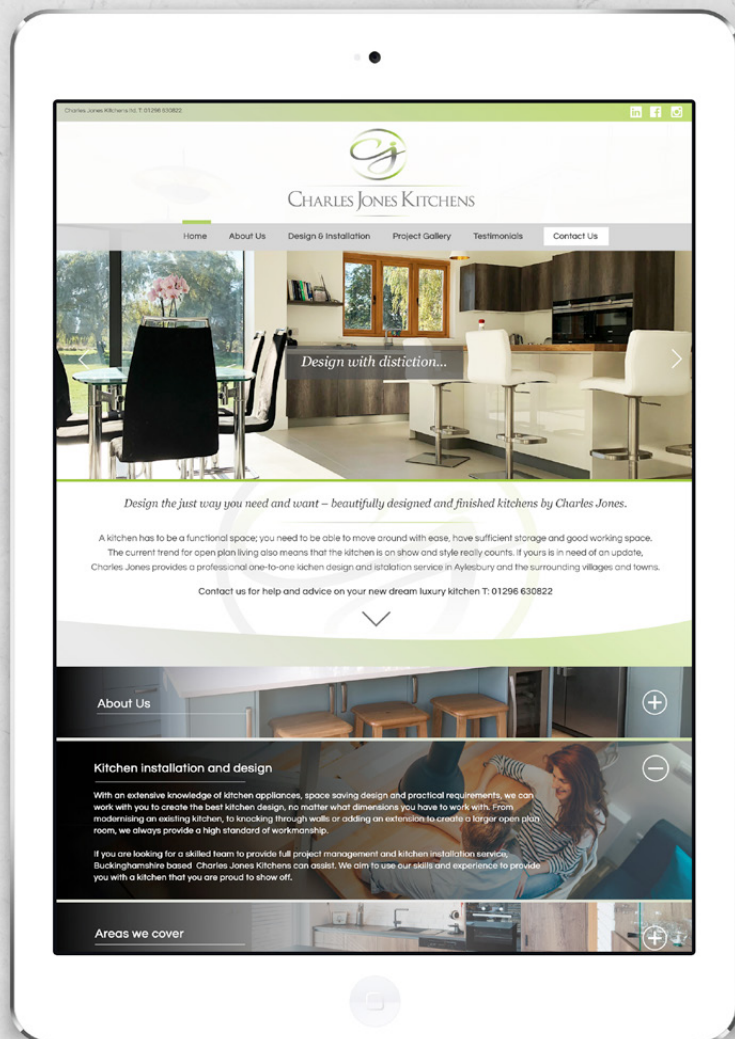 Charles Jones Kitchens ltd. T: 01296 630822
in f
CJ
CHARLES JONES KITCHENS
Home About Us Design & Installation Project Gallery Testimonials Contact Us
Design with distiction...
Design the just way you need and want – beautifully designed and finished kitchens by Charles Jones.
A kitchen has to be a functional space; you need to be able to move around with ease, have sufficient storage and good working space.
The current trend for open plan living also means that the kitchen is on show and style really counts. If yours is in need of an update,
Charles Jones provides a professional one-to-one kichen design and istalation service in Aylesbury and the surrounding villages and towns.
Contact us for help and advice on your new dream luxury kitchen T: 01296 630822
About Us
Kitchen installation and design
With an extensive knowledge of kitchen appliances, space saving design and practical requirements, we can
work with you to create the best kitchen design, no matter what dimensions you have to work with. From
modernising an existing kitchen, to knocking through walls or adding an extension to create a larger open plan
room, we always provide a high standard of workmanship.
If you are looking for a skilled team to provide full project management and kitchen installation service,
Buckinghamshire based Charles Jones Kitchens can assist. We aim to use our skills and experience to provide
you with a kitchen that you are proud to show off.
Areas we cover